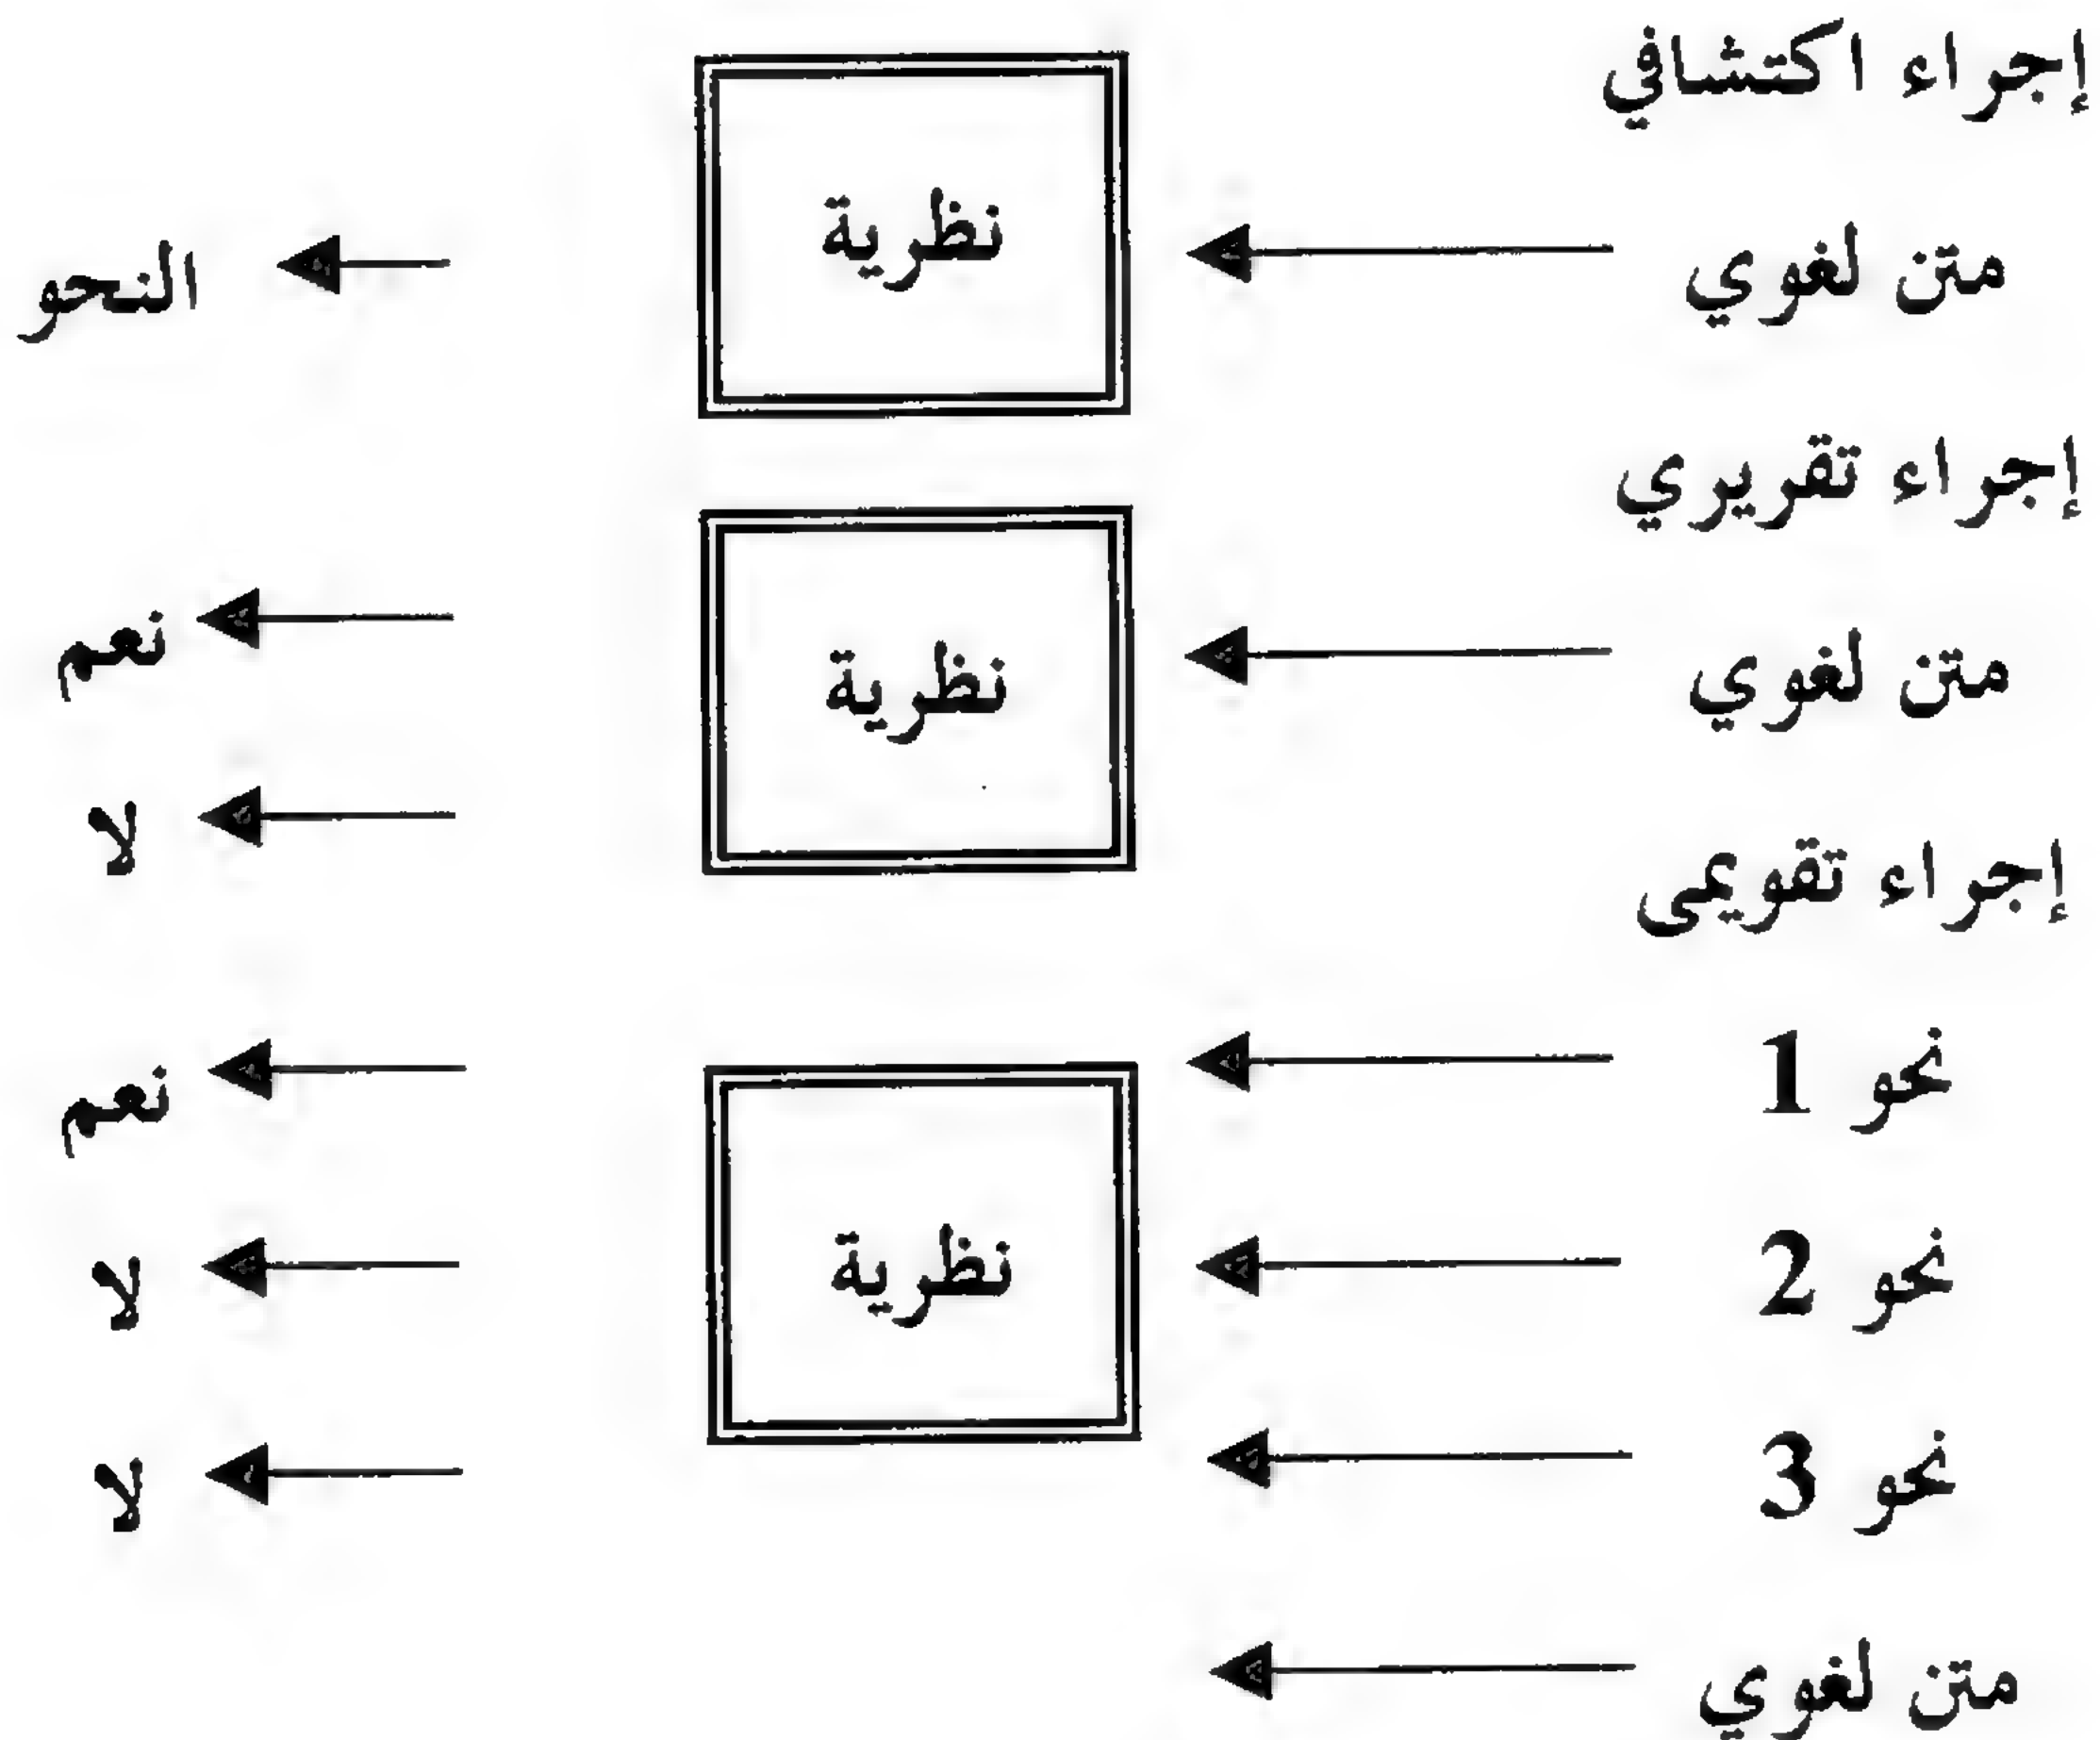 إجراء اكتشافي
متن لغوي
نظرية
النحو
إجراء تقريري
متن لغوي
نظرية
نعم
لا
إجراء تقويمى
نحو 1
نحو 2
نحو 3
متن لغوي
نظرية
نعم
لا
لا